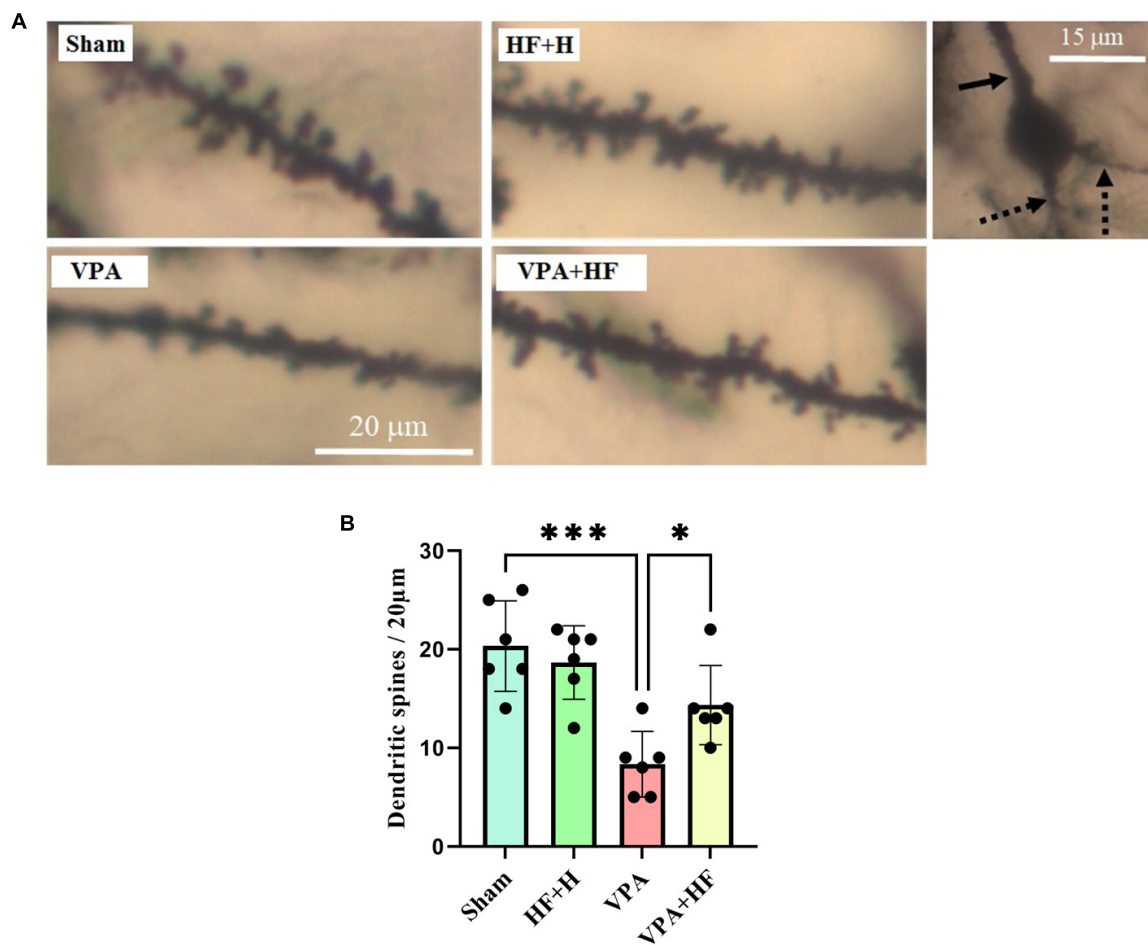 A
Sham
HF+H
15 μm
VPA
VPA+HF
20 μm
B
*** *
Dendritic spines / 20μm
30
20
10
0
Sham
HF+H
VPA
VPA+HF